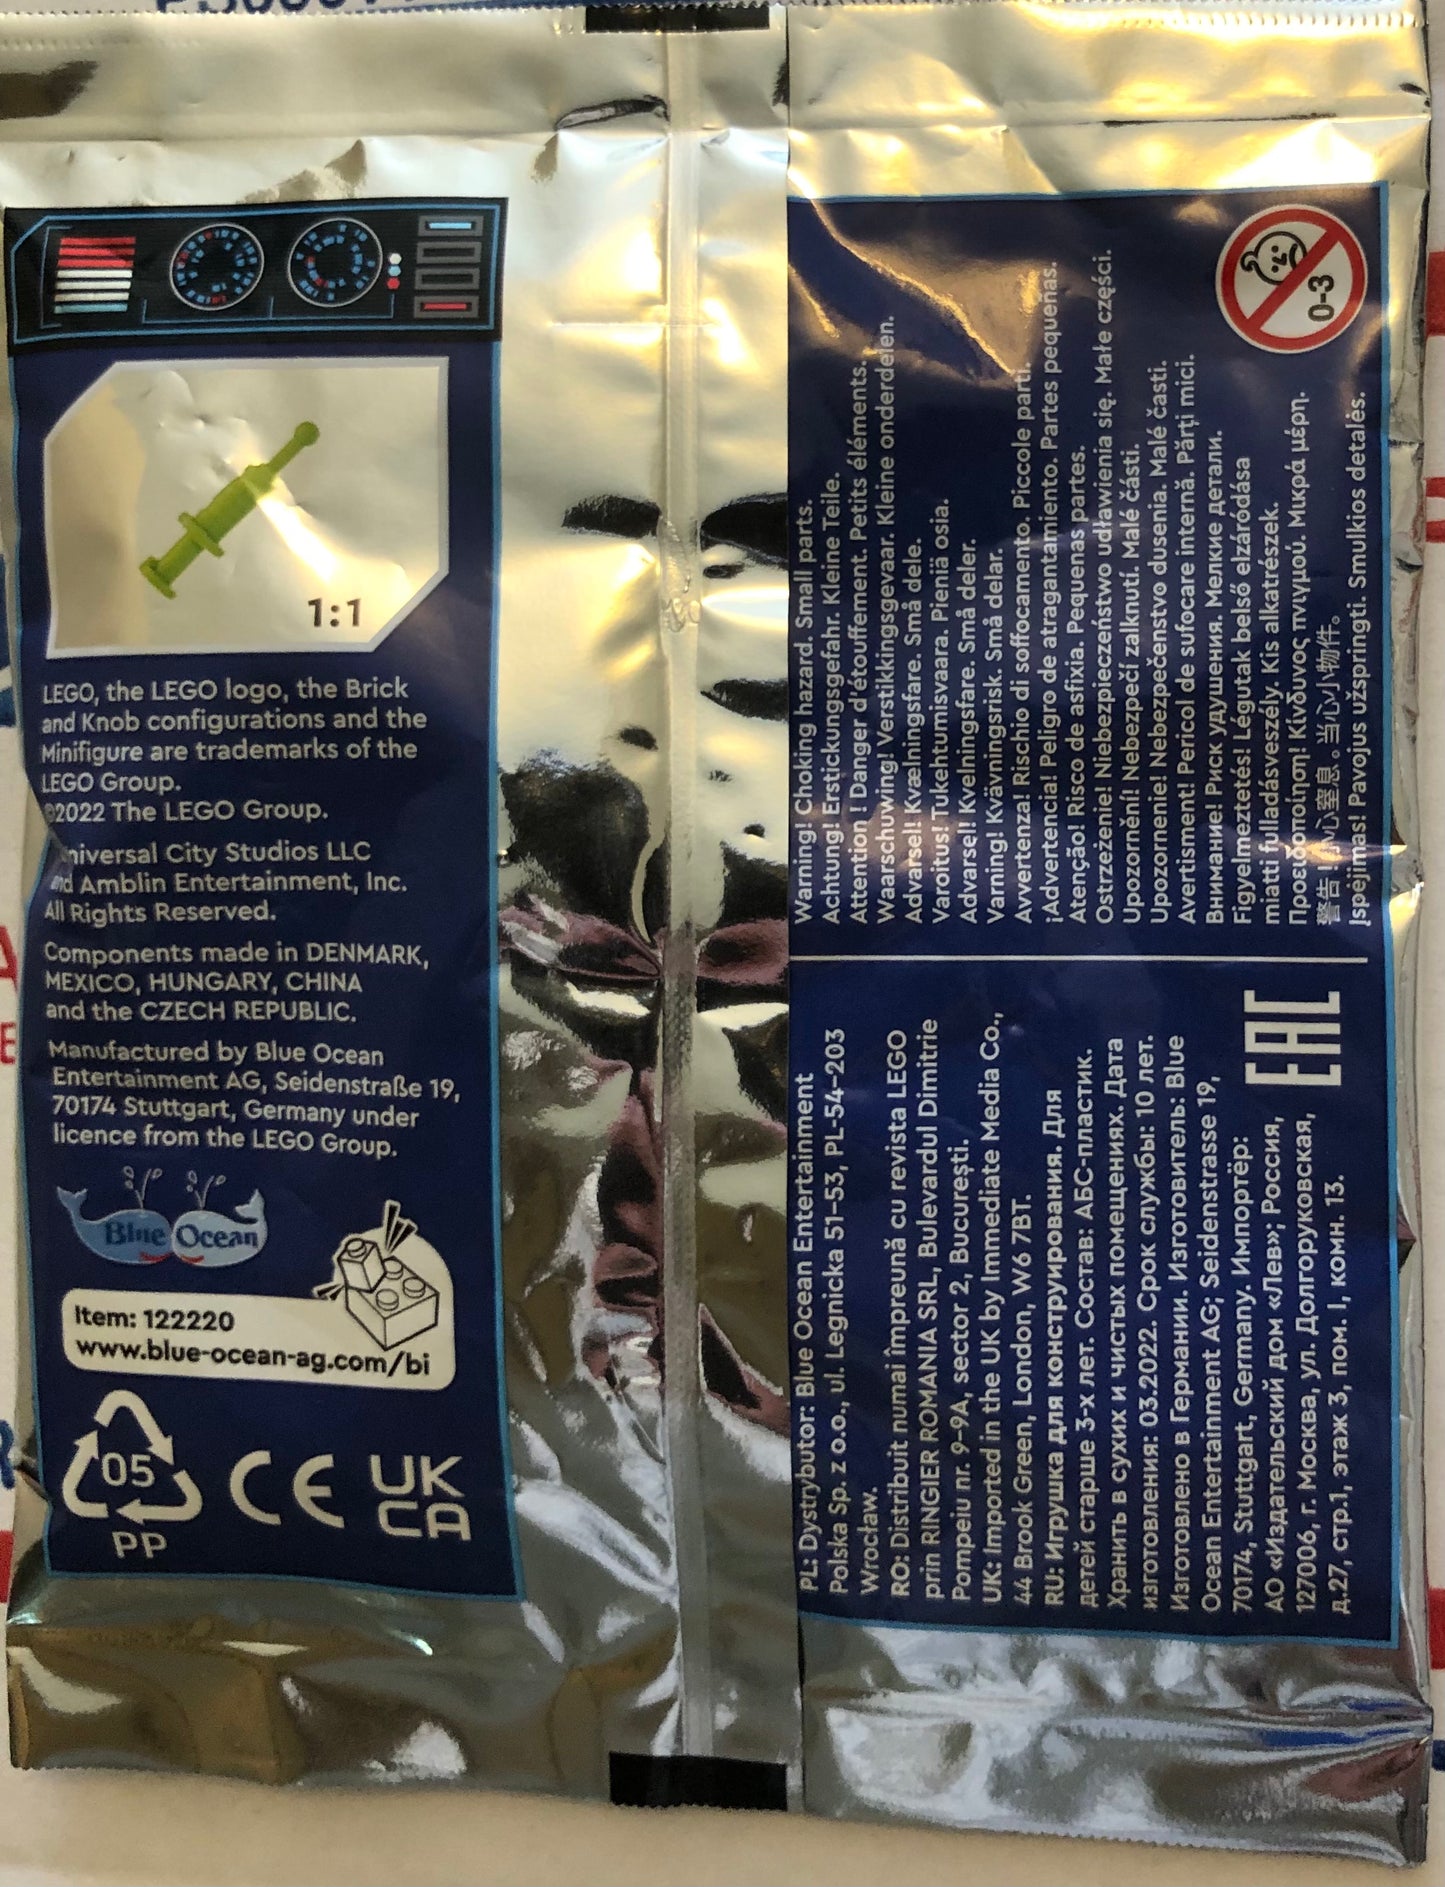 1:1
LEGO, the LEGO logo, the Brick
and Knob configurations and the
Minifigure are trademarks of the
LEGO Group.
©2022 The LEGO Group.
City Studios LLC
Amblin Entertainment, Inc.
All Rights Reserved.
Components made in DENMARK,
MEXICO, HUNGARY, CHINA
and the CZECH REPUBLIC.
Manufactured by Blue Ocean
Entertainment AG, Seidenstraße 19,
70174 Stuttgart, Germany under
licence from the LEGO Group.
Blue Ocean
Item: 122220
www.blue-ocean-ag.com/bi
05
PP
CE
UK
CA
Warning! Choking hazard. Small parts.
Achtung! Erstickungsgefahr. Kleine Teile.
Attention ! Danger d'étouffement. Petits éléments.
Waarschuwing! Verstikkingsgevaar. Kleine onderdelen.
Advarsel! Kvælningsfare. Små dele.
Varoitus! Tukehtumisvaara. Pieniä osia.
Advarsel! Kvelningsfare. Små deler.
Varning! Kvävningsrisk. Små delar.
Avvertenza! Rischio di soffocamento. Piccole parti.
¡Advertencia! Peligro de atragantamiento. Partes pequeñas.
Atenção! Risco de asfixia. Pequenas partes.
Ostrzeżenie! Niebezpieczeństwo udławienia się. Małe części.
Upozornění! Nebezpečí zalknutí. Malé části.
Upozornenie! Nebezpečenstvo dusenia. Malé časti.
Avertisment! Pericol de sufocare internă. Părți mici.
Внимание! Риск удушения. Мелкие детали.
Figyelmeztetés! Légutak belső elzáródása
miatti fulladásveszély. Kis alkatrészek.
Προειδοποίηση! Κίνδυνος πνιγμού. Μικρά μέρη.
警告！小心窒息。当心小物件。
Įspėjimas! Pavojus užspringti. Smulkios detalės.
0-3
PL: Dystrybutor: Blue Ocean Entertainment
Polska Sp. z o.o., ul. Legnicka 51-53, PL-54-203
Wrocław.
RO: Distribuit numai împreună cu revista LEGO
prin RINGIER ROMANIA SRL, Bulevardul Dimitrie
Pompeiu nr. 9-9A, sector 2, București.
UK: Imported in the UK by Immediate Media Co.,
44 Brook Green, London, W6 7BT.
RU: Игрушка для конструирования. Для
детей старше 3-х лет. Состав: АБС-пластик.
Хранить в сухих и чистых помещениях. Дата
изготовления: 03.2022. Срок службы: 10 лет.
Изготовлено в Германии. Изготовитель: Blue
Ocean Entertainment AG; Seidenstrasse 19,
70174, Stuttgart, Germany. Импортёр:
АО «Издательский дом «Лев»; Россия,
127006, г. Москва, ул. Долгоруковская,
д.27, стр.1, этаж 3, пом. I, комн. 13.
EAC